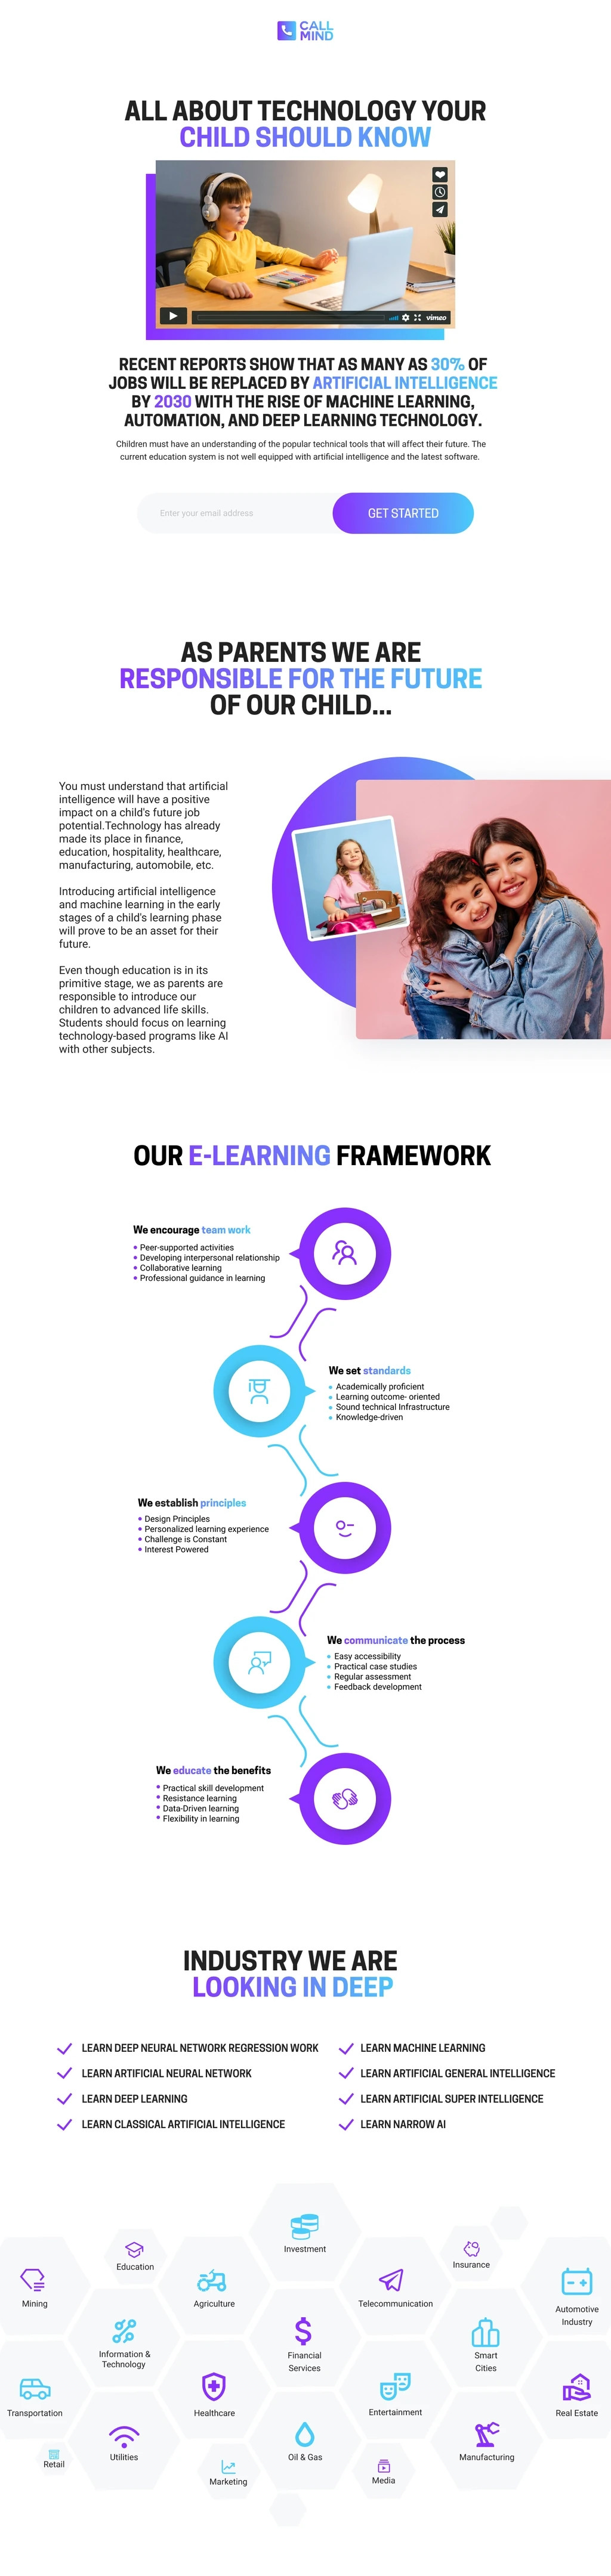 CALL
MIND
ALL ABOUT TECHNOLOGY YOUR
CHILD SHOULD KNOW
vimeo
RECENT REPORTS SHOW THAT AS MANY AS 30% OF
JOBS WILL BE REPLACED BY ARTIFICIAL INTELLIGENCE
BY 2030 WITH THE RISE OF MACHINE LEARNING,
AUTOMATION, AND DEEP LEARNING TECHNOLOGY.
Children must have an understanding of the popular technical tools that will affect their future. The
current education system is not well equipped with artificial intelligence and the latest software.
Enter your email address
GET STARTED
AS PARENTS WE ARE
RESPONSIBLE FOR THE FUTURE
OF OUR CHILD...
You must understand that artificial
intelligence will have a positive
impact on a child's future job
potential.Technology has already
made its place in finance,
education, hospitality, healthcare,
manufacturing, automobile, etc.
Introducing artificial intelligence
and machine learning in the early
stages of a child's learning phase
will prove to be an asset for their
future.
Even though education is in its
primitive stage, we as parents are
responsible to introduce our
children to advanced life skills.
Students should focus on learning
technology-based programs like AI
with other subjects.
OUR E-LEARNING FRAMEWORK
We encourage team work
Peer-supported activities
Developing interpersonal relationship
Collaborative learning
Professional guidance in learning
We set standards
Academically proficient
Learning outcome- oriented
Sound technical Infrastructure
Knowledge-driven
We establish principles
Design Principles
Personalized learning experience
Challenge is Constant
Interest Powered
We communicate the process
Easy accessibility
Practical case studies
Regular assessment
Feedback development
We educate the benefits
Practical skill development
Resistance learning
Data-Driven learning
Flexibility in learning
INDUSTRY WE ARE
LOOKING IN DEEP
LEARN DEEP NEURAL NETWORK REGRESSION WORK
LEARN ARTIFICIAL NEURAL NETWORK
LEARN DEEP LEARNING
LEARN CLASSICAL ARTIFICIAL INTELLIGENCE
LEARN MACHINE LEARNING
LEARN ARTIFICIAL GENERAL INTELLIGENCE
LEARN ARTIFICIAL SUPER INTELLIGENCE
LEARN NARROW AI
Investment
Education
Insurance
Mining
Agriculture
Telecommunication
Automotive
Industry
Information &
Technology
Financial
Services
Smart
Cities
Transportation
Healthcare
Entertainment
Real Estate
Retail
Utilities
Oil & Gas
Manufacturing
Marketing
Media